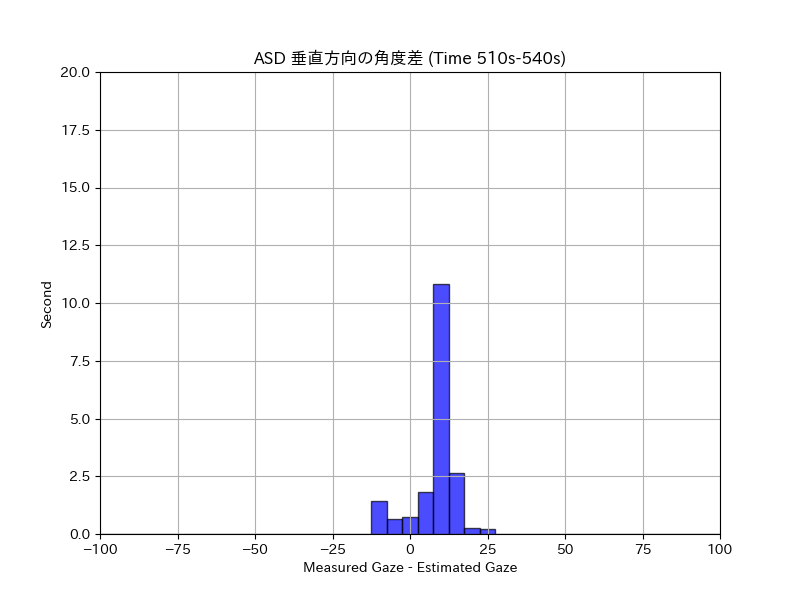 ASD 垂直方向の角度差 (Time 510s-540s)
20.0
17.5
15.0
12.5
10.0
7.5
5.0
2.5
0.0
Second
−100 −75 −50 −25 0 25 50 75 100
Measured Gaze - Estimated Gaze